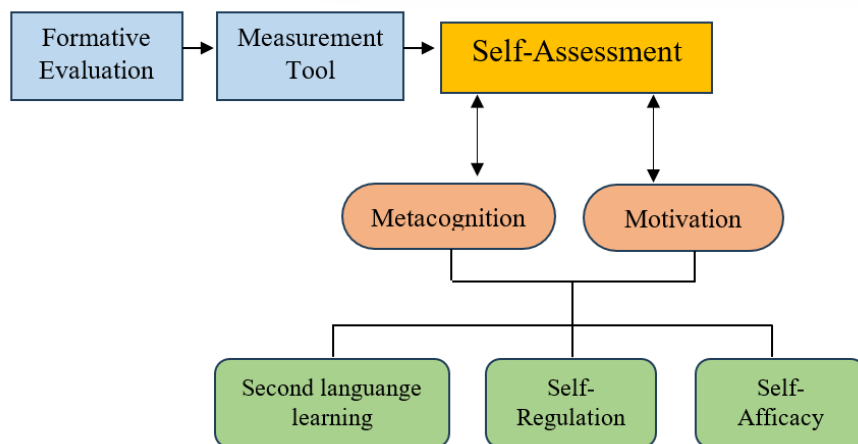 Formative
Evaluation
Measurement
Tool
Self-Assessment
Metacognition
Motivation
Second languange
learning
Self-
Regulation
Self-
Afficacy